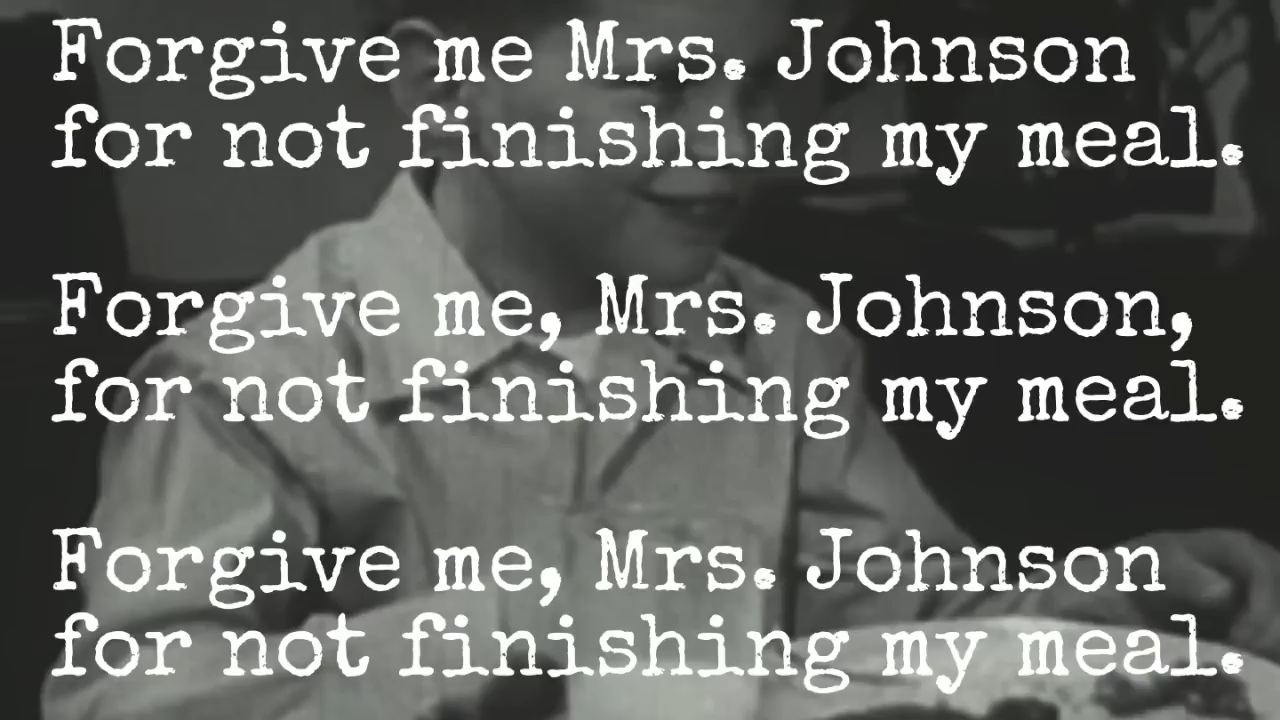 Forgive me Mrs. Johnson
for not finishing my meal.
Forgive me, Mrs. Johnson,
for not finishing my meal.
Forgive me, Mrs. Johnson
for not finishing my meal.